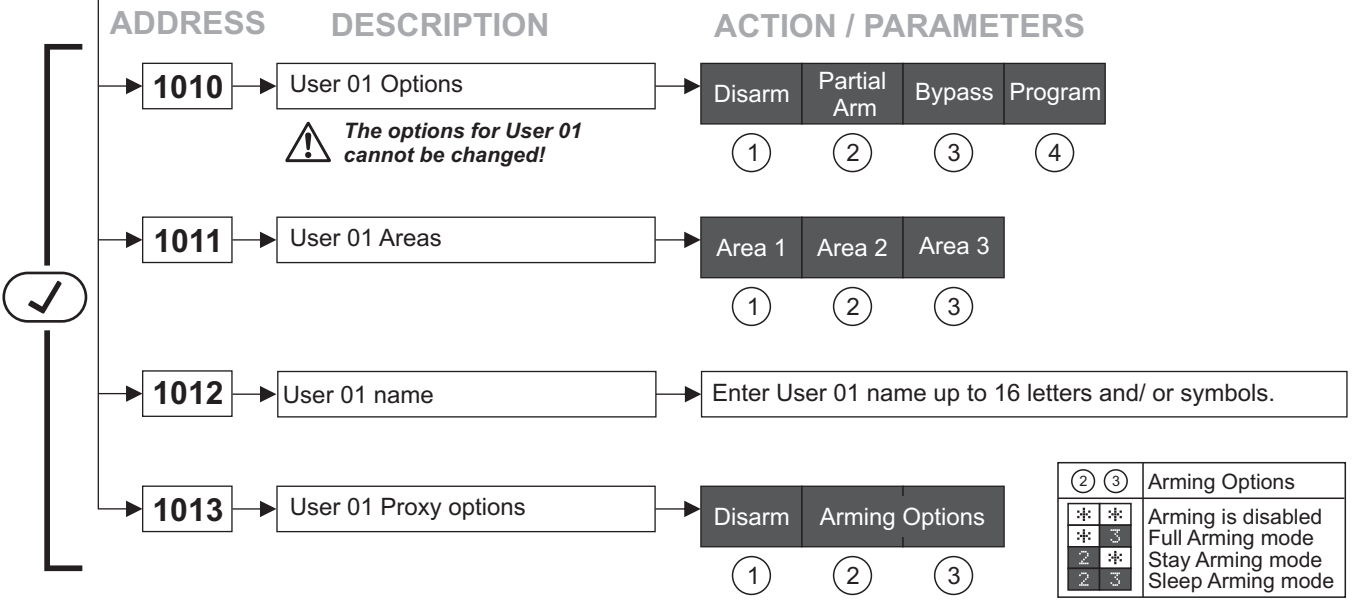 ADDRESS DESCRIPTION ACTION / PARAMETERS
1010 User 01 Options Disarm Partial Arm Bypass Program
The options for User 01
cannot be changed!
1 2 3 4
1011 User 01 Areas Area 1 Area 2 Area 3
1 2 3
1012 User 01 name Enter User 01 name up to 16 letters and/ or symbols.
1013 User 01 Proxy options Disarm Arming Options
1 2 3
2 3 Arming Options
* * Arming is disabled
* 3 Full Arming mode
2 * Stay Arming mode
2 3 Sleep Arming mode